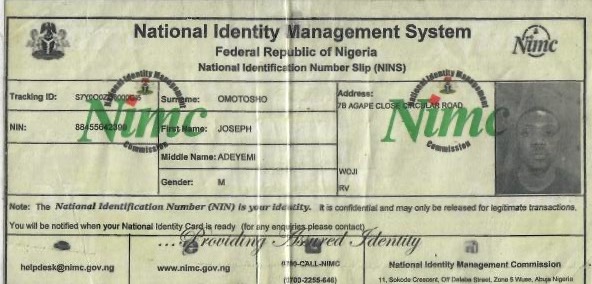 National Identity Management System
Federal Republic of Nigeria
National Identification Number Slip (NINS)
Nimc
Tracking ID:
Surname: OMOTOSHO
Address:
7B AGAPE CLOSE CIRCULAR ROAD
NIN:
First Name: JOSEPH
Middle Name: ADEYEMI
WOJI
Gender: M
RV
National Identity Management
Nimc
Commission
National Identity Management
Nimc
Commission
Note: The National Identification Number (NIN) is your identity. It is confidential and may only be released for legitimate transactions.
You will be notified when your National Identity Card is ready (for any enquiries please contact)
...Providing Assured Identity
helpdesk@nimc.gov.ng
www.nimc.gov.ng
0700-CALL-NIMC
(0700-2255-646)
National Identity Management Commission
11, Sokode Crescent, Off Dalaba Street, Zone 5 Wuse, Abuja Nigeria